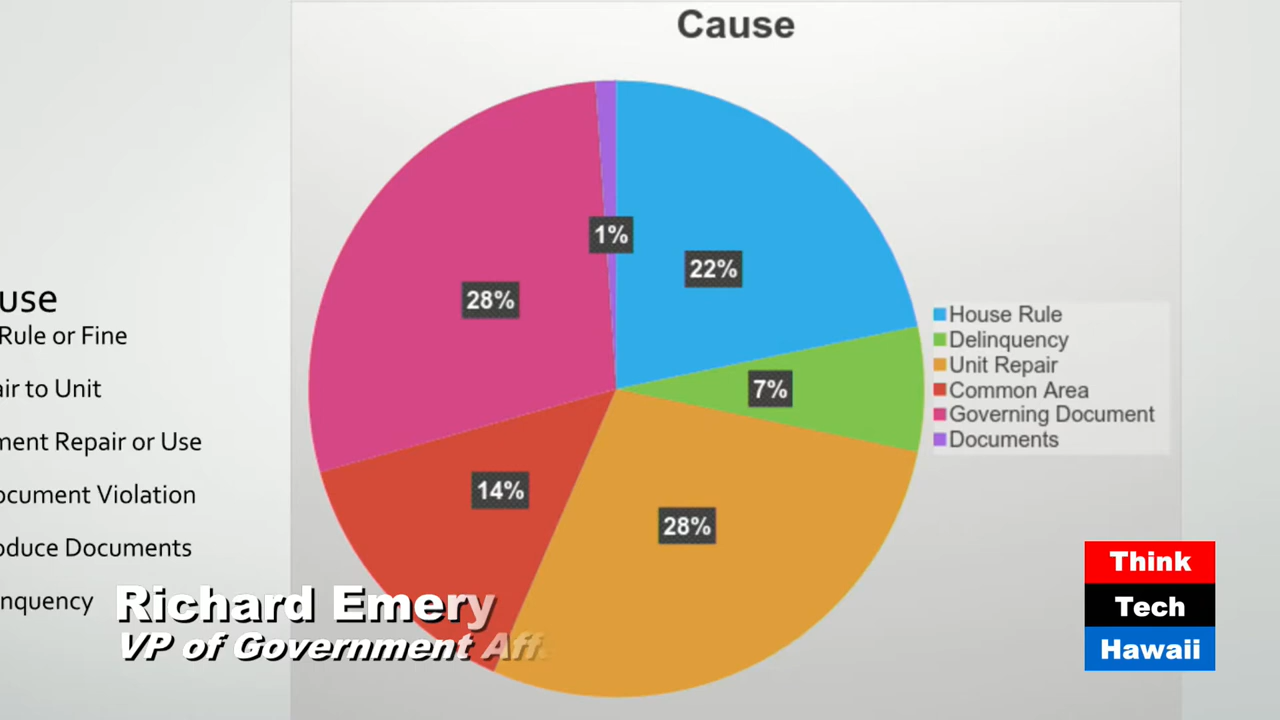 Cause
1%
22%
28%
7%
14%
28%
House Rule
Delinquency
Unit Repair
Common Area
Governing Document
Documents
use
Rule or Fine
air to Unit
ment Repair or Use
ocument Violation
oduce Documents
nquency
Richard Emery
VP of Government Aff
Think
Tech
Hawaii